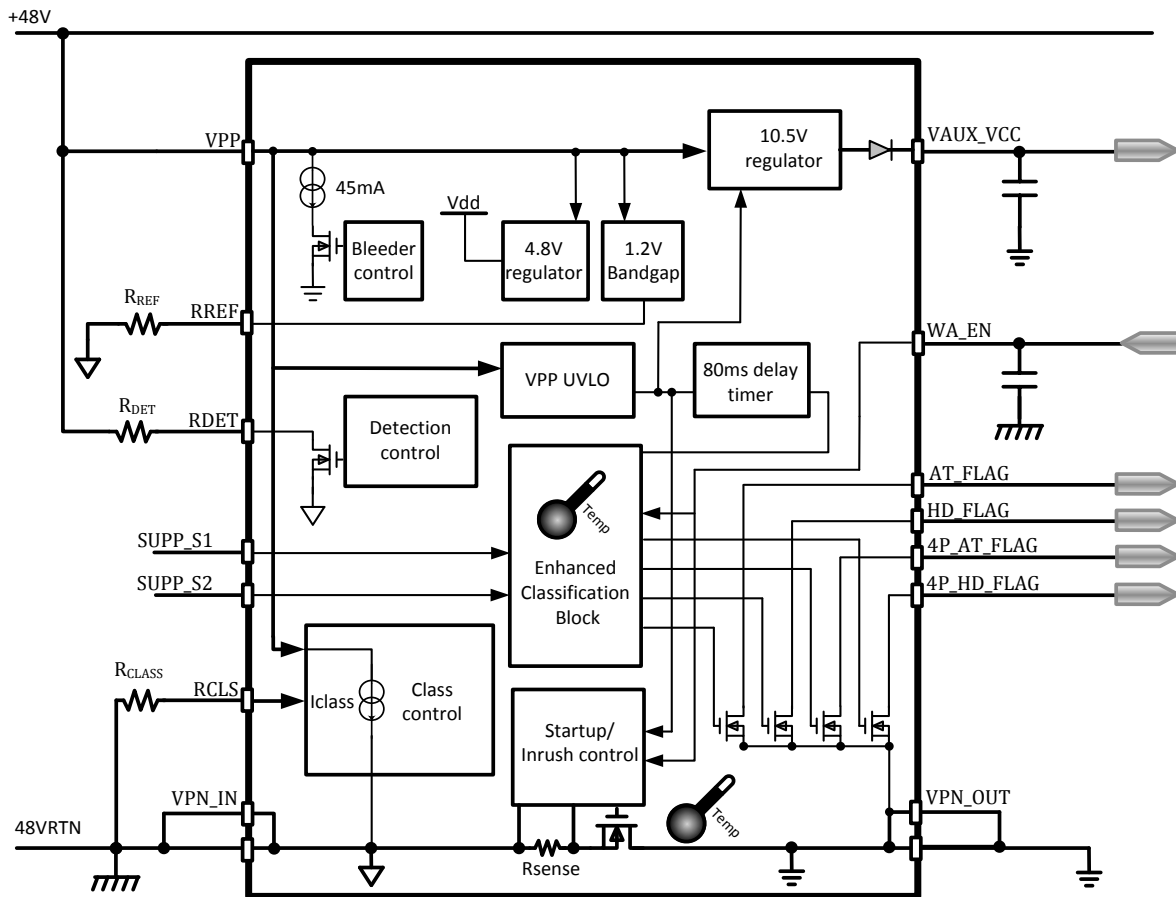 +48V
VPP
10.5V
regulator
VAUX_VCC
45mA
Vdd
Bleeder
control
4.8V
regulator
1.2V
Bandgap
RREF
RREF
WA_EN
VPP UVLO
80ms delay
timer
RDET
RDET
Detection
control
AT_FLAG
Temp
HD_FLAG
SUPP_S1
4P_AT_FLAG
Enhanced
Classification
Block
SUPP_S2
4P_HD_FLAG
RCLASS
RCLS
Iclass
Class
control
Startup/
Inrush control
VPN_IN
Temp
VPN_OUT
48VRTN
Rsense